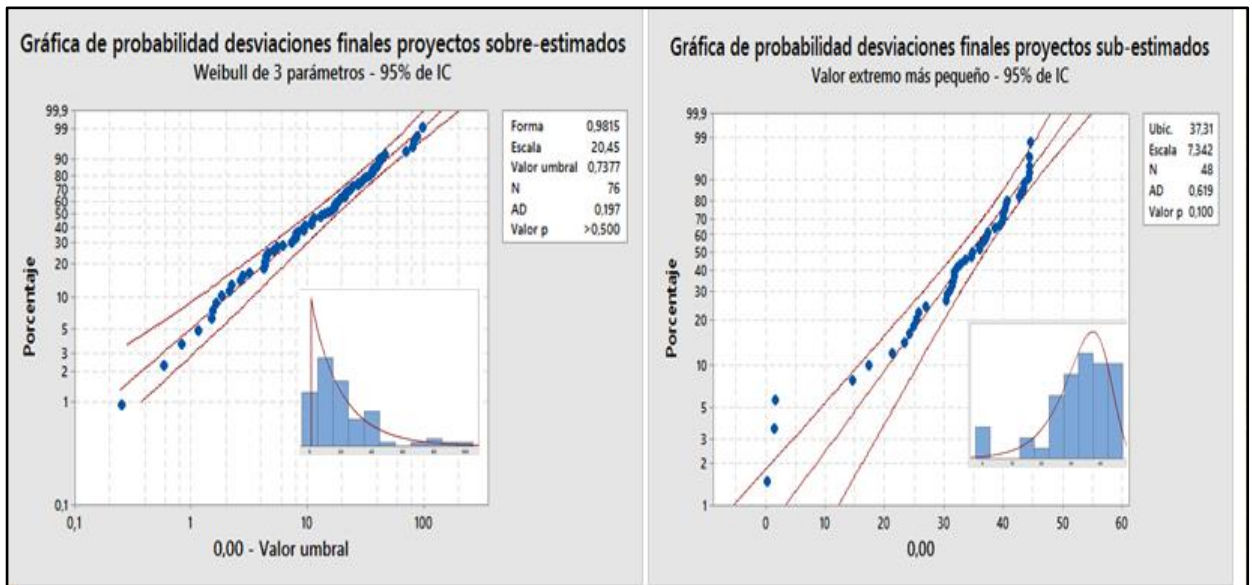 Gráfica de probabilidad desviaciones finales proyectos sobre-estimados
Weibull de 3 parámetros - 95% de IC
99,9
99
90
80
70
60
50
40
30
20
10
5
3
2
1
0,1
Porcentaje
0,1
1
10
100
0,00 - Valor umbral
Forma 0,9815
Escala 20,45
Valor umbral 0,7377
N 76
AD 0,197
Valor p >0,500
Gráfica de probabilidad desviaciones finales proyectos sub-estimados
Valor extremo más pequeño - 95% de IC
99,9
99
90
80
70
60
50
40
30
20
10
5
3
2
1
Porcentaje
0
10
20
30
40
50
60
0,00
Ubic. 37,31
Escala 7,342
N 48
AD 0,619
Valor p 0,100